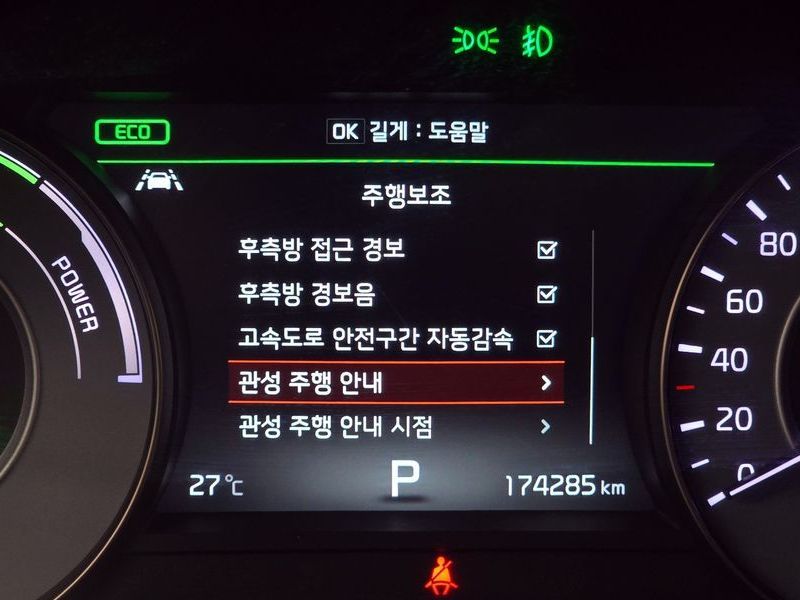 ECO
OK 길게 : 도움말
주행보조
후측방 접근 경보
후측방 경보음
고속도로 안전구간 자동감속
관성 주행 안내
관성 주행 안내 시점
27°C
P
174285 km
POWER
80
60
40
20
0